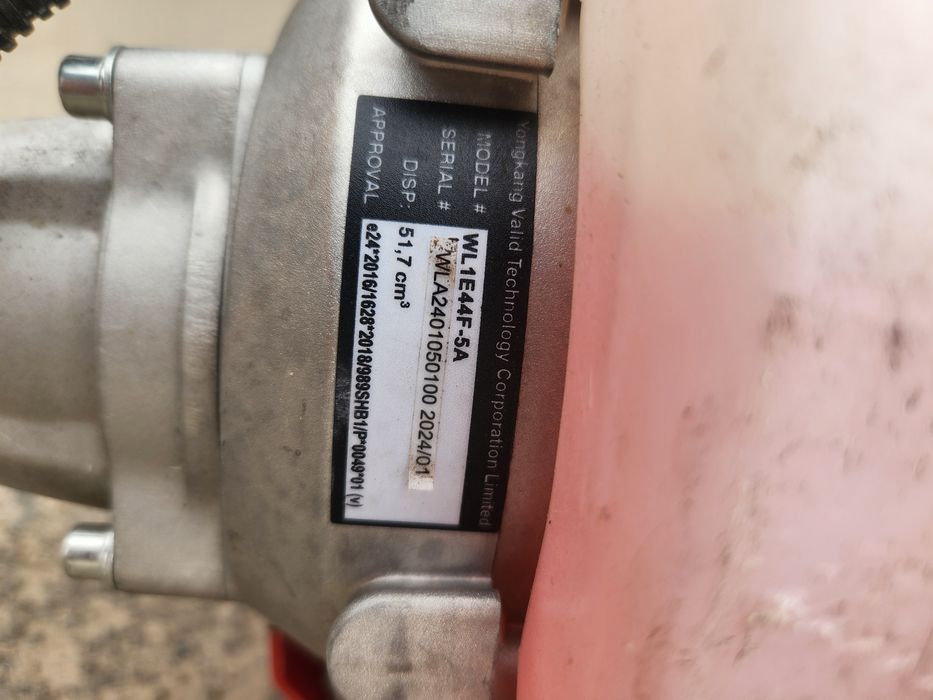 Yongkang Valid Technology Corporation Limited
MODEL # WL1E44F-5A
SERIAL # WLA2401050100 2024/01
DISP: 51,7 cm³
APPROVAL e24*2016/1628*2018/989SHB1/P*0049*01 (v)